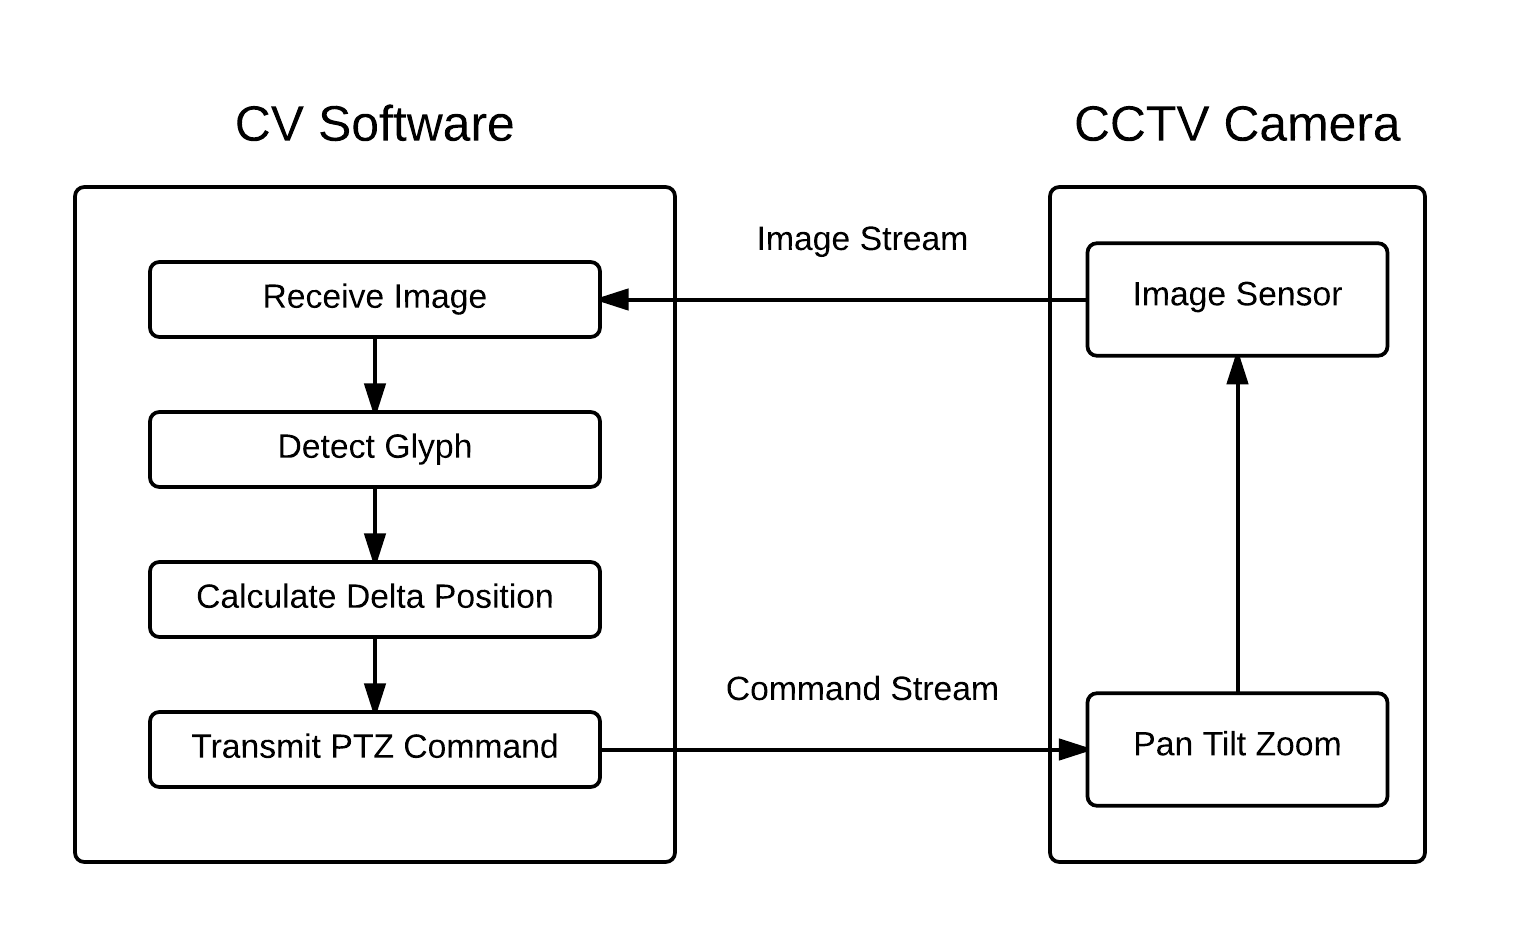 CV Software
CCTV Camera
Image Stream
Receive Image
Image Sensor
Detect Glyph
Calculate Delta Position
Command Stream
Transmit PTZ Command
Pan Tilt Zoom